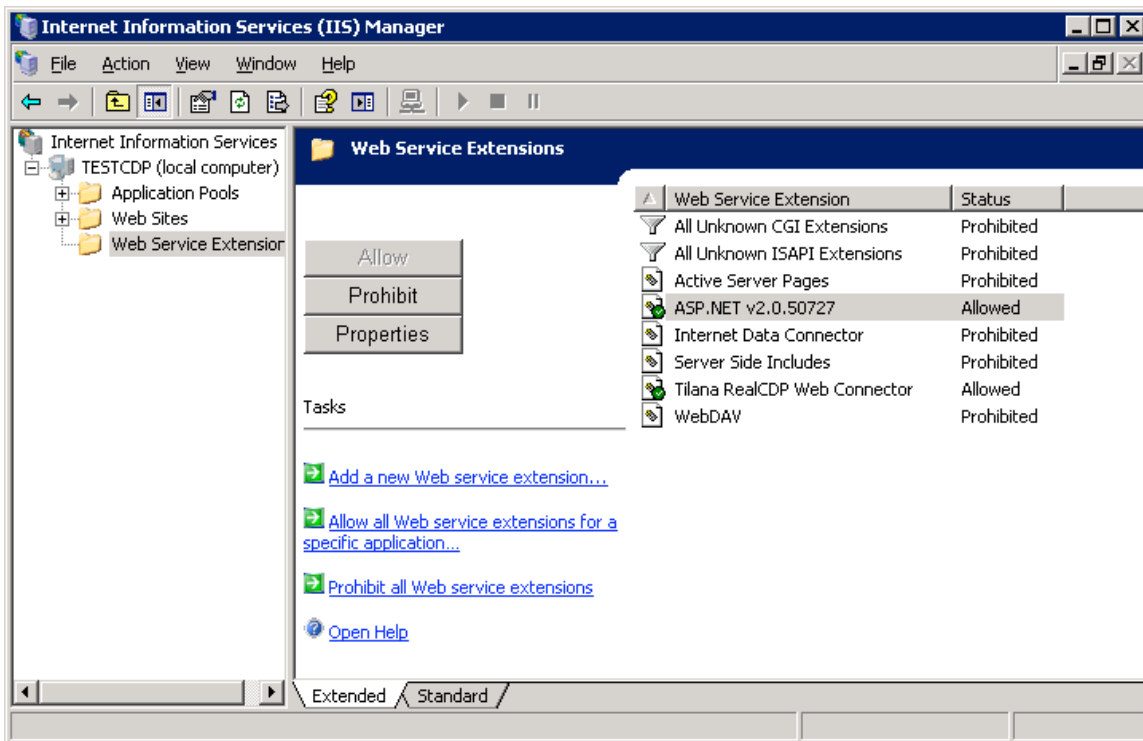 Internet Information Services (IIS) Manager
File Action View Window Help
Internet Information Services
TESTCDP (local computer)
Application Pools
Web Sites
Web Service Extension
Web Service Extensions
Allow
Prohibit
Properties
Tasks
Add a new Web service extension...
Allow all Web service extensions for a
specific application...
Prohibit all Web service extensions
Open Help
Web Service Extension Status
All Unknown CGI Extensions Prohibited
All Unknown ISAPI Extensions Prohibited
Active Server Pages Prohibited
ASP.NET v2.0.50727 Allowed
Internet Data Connector Prohibited
Server Side Includes Prohibited
Tilana RealCDP Web Connector Allowed
WebDAV Prohibited
Extended Standard